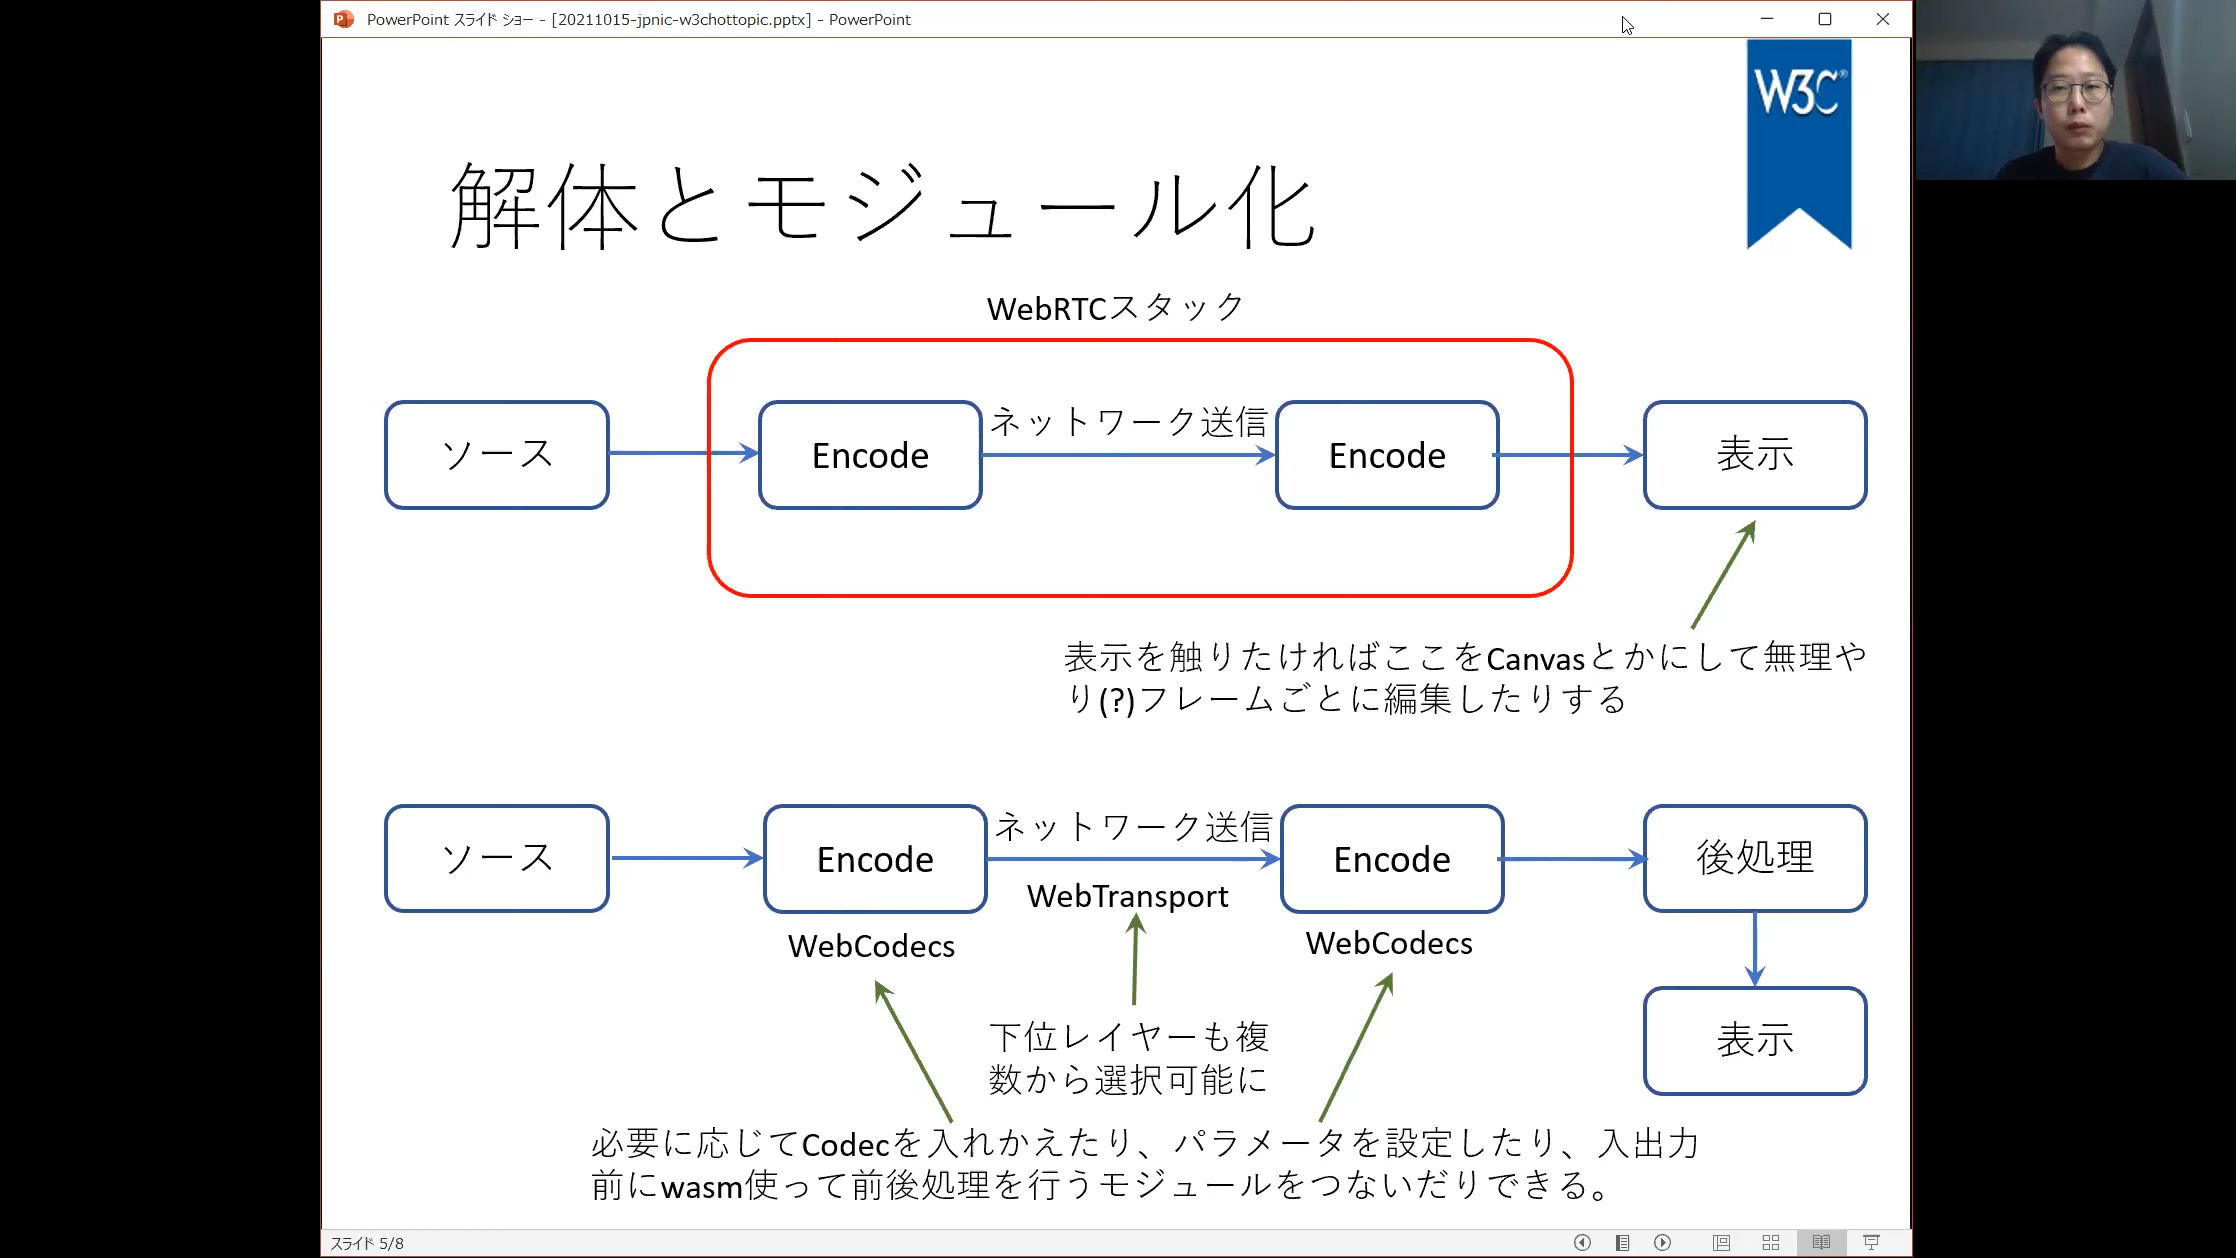 PowerPoint スライド ショー - [20211015-jpnic-w3chottopic.pptx] - PowerPoint
W3C®
解体とモジュール化
WebRTCスタック
ソース
Encode
ネットワーク送信
Encode
表示
表示を触りたければここをCanvasとかにして無理や
り(?)フレームごとに編集したりする
ソース
Encode
ネットワーク送信
Encode
後処理
WebTransport
WebCodecs
WebCodecs
下位レイヤーも複
数から選択可能に
表示
必要に応じてCodecを入れかえたり、パラメータを設定したり、入出力
前にwasm使って前後処理を行うモジュールをつないだりできる。
スライド 5/8